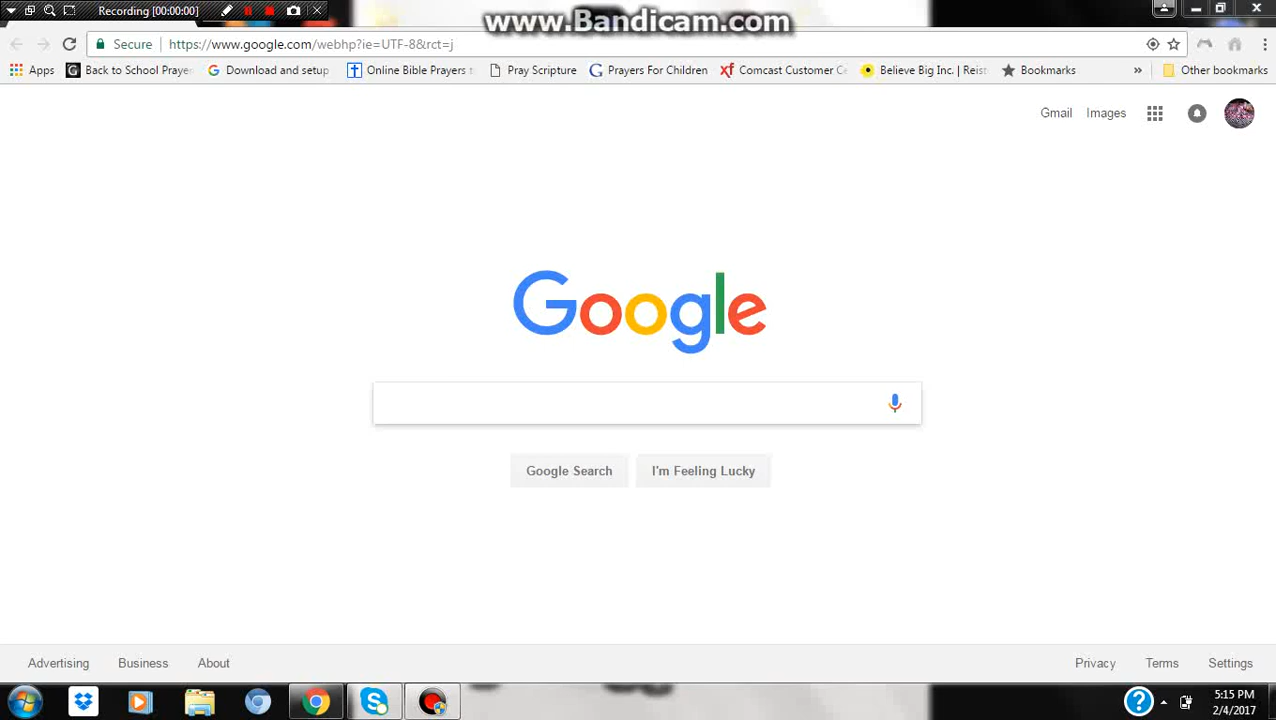 Recording [00:00:00]
www.Bandicam.com
Secure https://www.google.com/webhp?ie=UTF-8&rct=j
Apps Back to School Praye Download and setup Online Bible Prayers Pray Scripture Prayers For Children Comcast Customer Ce Believe Big Inc. | Reist Bookmarks » Other bookmarks
Gmail Images
Google
Google Search I'm Feeling Lucky
Advertising Business About Privacy Terms Settings
5:15 PM
2/4/2017